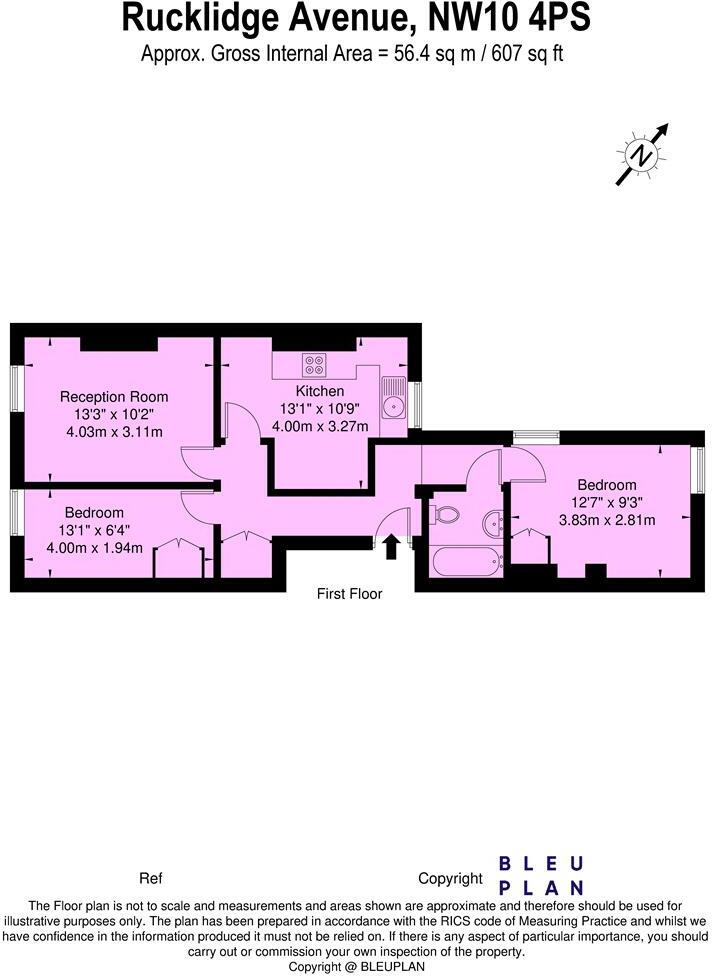 Rucklidge Avenue, NW10 4PS
Approx. Gross Internal Area = 56.4 sq m / 607 sq ft
N
Reception Room
13'3" x 10'2"
4.03m x 3.11m
Kitchen
13'1" x 10'9"
4.00m x 3.27m
Bedroom
13'1" x 6'4"
4.00m x 1.94m
Bedroom
12'7" x 9'3"
3.83m x 2.81m
First Floor
Ref
Copyright
BLEU
PLAN
The Floor plan is not to scale and measurements and areas shown are approximate and therefore should be used for
illustrative purposes only. The plan has been prepared in accordance with the RICS code of Measuring Practice and whilst we
have confidence in the information produced it must not be relied on. If there is any aspect of particular importance, you should
carry out or commission your own inspection of the property.
Copyright @ BLEUPLAN